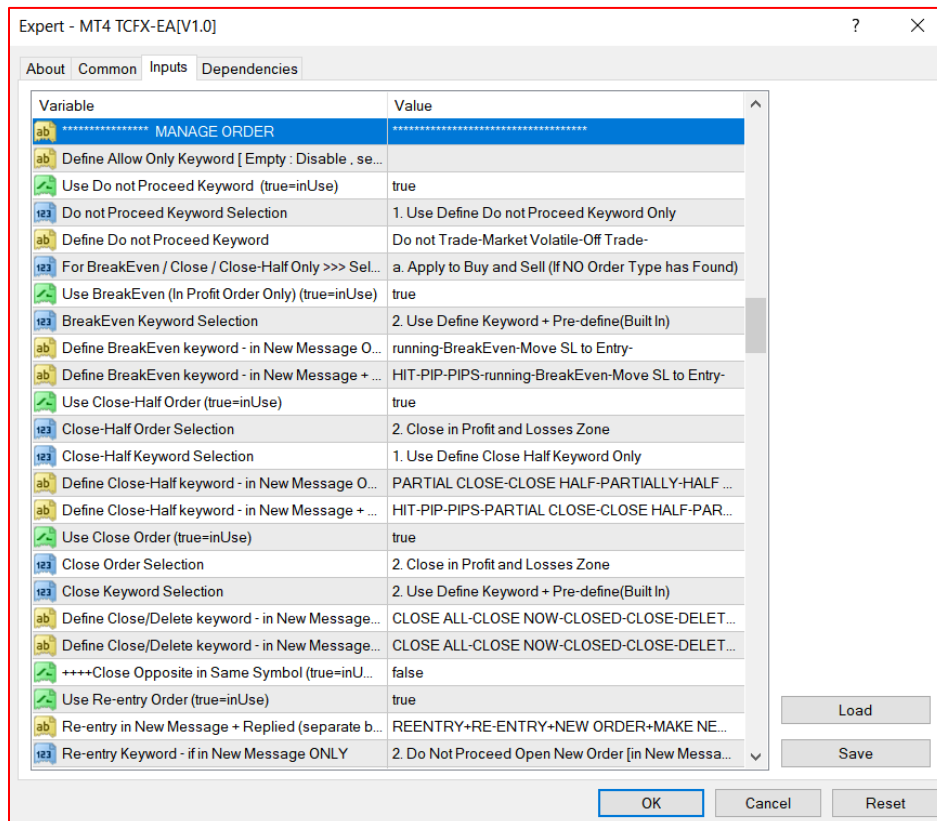 Expert - MT4 TCFX-EA[V1.0]
? ×
About Common Inputs Dependencies
Variable Value
**************** MANAGE ORDER ************************************
Define Allow Only Keyword [ Empty : Disable , se...
Use Do not Proceed Keyword (true=inUse) true
Do not Proceed Keyword Selection 1. Use Define Do not Proceed Keyword Only
Define Do not Proceed Keyword Do not Trade-Market Volatile-Off Trade-
For BreakEven / Close / Close-Half Only >>> Sel... a. Apply to Buy and Sell (If NO Order Type has Found)
Use BreakEven (In Profit Order Only) (true=inUse) true
BreakEven Keyword Selection 2. Use Define Keyword + Pre-define(Built In)
Define BreakEven keyword - in New Message O... running-BreakEven-Move SL to Entry-
Define BreakEven keyword - in New Message + ... HIT-PIP-PIPS-running-BreakEven-Move SL to Entry-
Use Close-Half Order (true=inUse) true
Close-Half Order Selection 2. Close in Profit and Losses Zone
Close-Half Keyword Selection 1. Use Define Close Half Keyword Only
Define Close-Half keyword - in New Message O... PARTIAL CLOSE-CLOSE HALF-PARTIALLY-HALF ...
Define Close-Half keyword - in New Message + ... HIT-PIP-PIPS-PARTIAL CLOSE-CLOSE HALF-PAR...
Use Close Order (true=inUse) true
Close Order Selection 2. Close in Profit and Losses Zone
Close Keyword Selection 2. Use Define Keyword + Pre-define(Built In)
Define Close/Delete keyword - in New Message... CLOSE ALL-CLOSE NOW-CLOSED-CLOSE-DELET...
Define Close/Delete keyword - in New Message... CLOSE ALL-CLOSE NOW-CLOSED-CLOSE-DELET...
++++Close Opposite in Same Symbol (true=inU... false
Use Re-entry Order (true=inUse) true
Re-entry in New Message + Replied (separate b... REENTRY+RE-ENTRY+NEW ORDER+MAKE NE...
Re-entry Keyword - if in New Message ONLY 2. Do Not Proceed Open New Order [in New Messa...
Load
Save
OK Cancel Reset